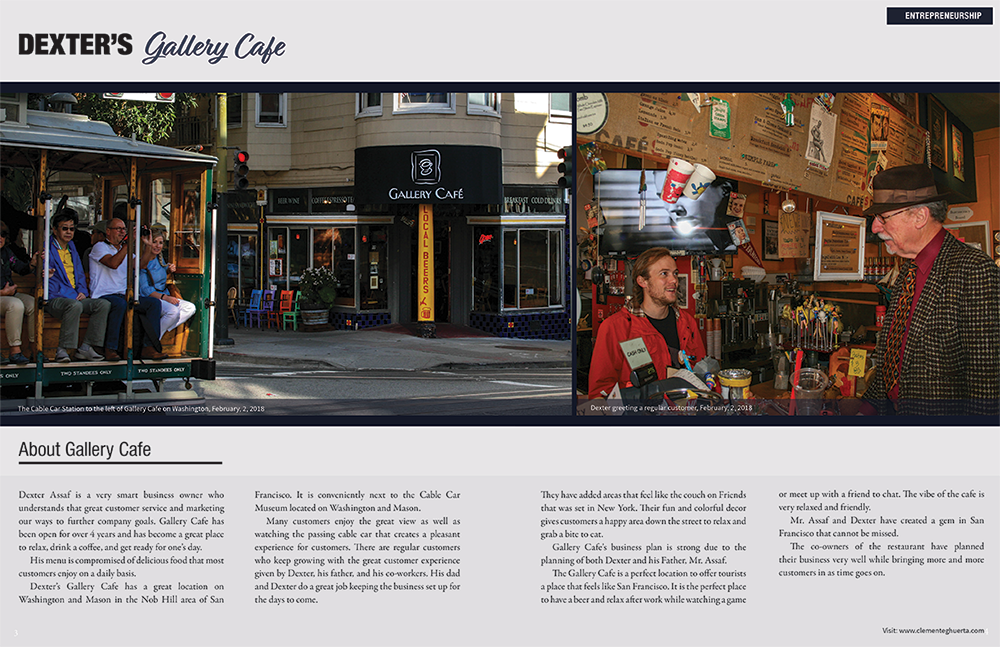 ENTREPRENEURSHIP
DEXTER'S Gallery Cafe
GALLERY CAFÉ
BEER WINE
BREAKFAST COLD DRINKS
LOCAL BEERS
TWO STANDEES ONLY
TWO STANDEES ONLY
The Cable Car Station to the left of Gallery Cafe on Washington, February, 2, 2018
CAFÉ
CASH ONLY
Dexter greeting a regular customer, February, 2, 2018
About Gallery Cafe
Dexter Assaf is a very smart business owner who
understands that great customer service and marketing
our ways to further company goals. Gallery Cafe has
been open for over 4 years and has become a great place
to relax, drink a coffee, and get ready for one's day.
His menu is compromised of delicious food that most
customers enjoy on a daily basis.
Dexter's Gallery Cafe has a great location on
Washington and Mason in the Nob Hill area of San
Francisco. It is conveniently next to the Cable Car
Museum located on Washington and Mason.
Many customers enjoy the great view as well as
watching the passing cable car that creates a pleasant
experience for customers. There are regular customers
who keep growing with the great customer experience
given by Dexter, his father, and his co-workers. His dad
and Dexter do a great job keeping the business set up for
the days to come.
They have added areas that feel like the couch on Friends
that was set in New York. Their fun and colorful decor
gives customers a happy area down the street to relax and
grab a bite to eat.
Gallery Cafe's business plan is strong due to the
planning of both Dexter and his Father, Mr. Assaf.
The Gallery Cafe is a perfect location to offer tourists
a place that feels like San Francisco. It is the perfect place
to have a beer and relax after work while watching a game
or meet up with a friend to chat. The vibe of the cafe is
very relaxed and friendly.
Mr. Assaf and Dexter have created a gem in San
Francisco that cannot be missed.
The co-owners of the restaurant have planned
their business very well while bringing more and more
customers in as time goes on.
3
Visit: www.clementeghuerta.com